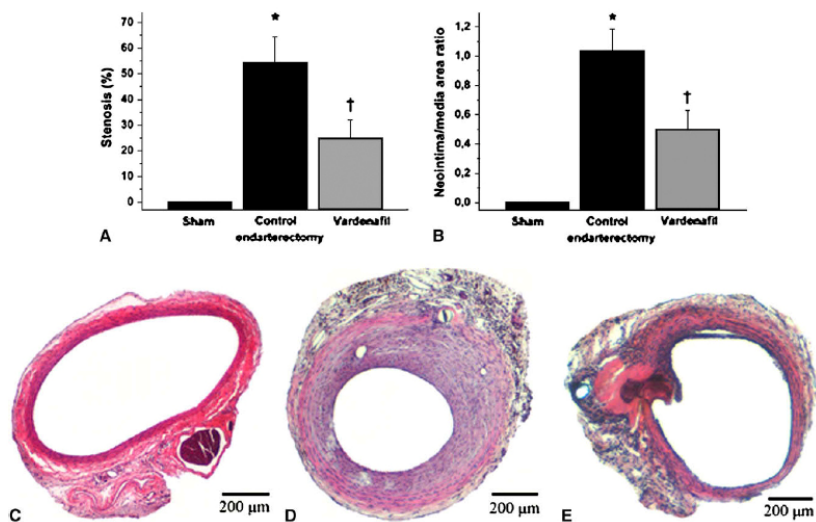 Stenosis (%)
70
60
50
40
30
20
10
0
*
†
Sham
Control
Vardenafil
endarterectomy
A
Neointima/media area ratio
1,2
1,0
0,8
0,6
0,4
0,2
0,0
*
†
Sham
Control
Vardenafil
endarterectomy
B
C
200 µm
D
200 µm
E
200 µm